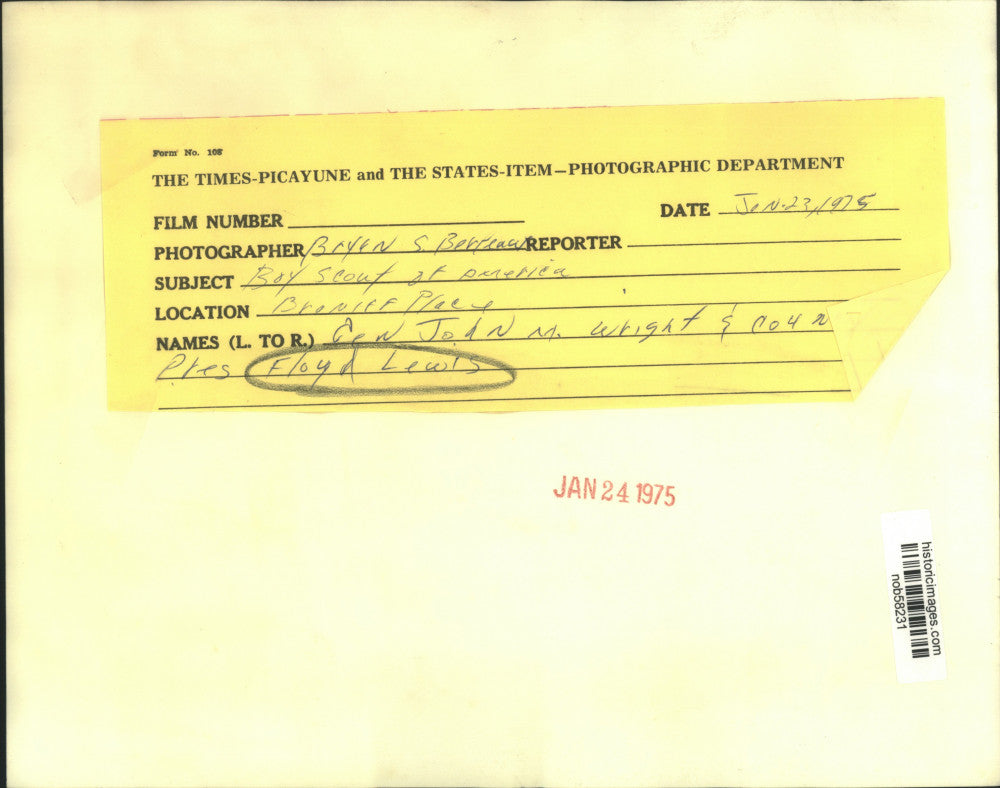 Form No. 108
THE TIMES-PICAYUNE and THE STATES-ITEM—PHOTOGRAPHIC DEPARTMENT
FILM NUMBER DATE Jan-23,1975
PHOTOGRAPHER S. REPORTER
SUBJECT Boy Scout of America
LOCATION Place
NAMES (L. TO R.) Gen John M. Wright & Coun
Pres Floyd Lewis
JAN 24 1975
historicimages.com
nob58231